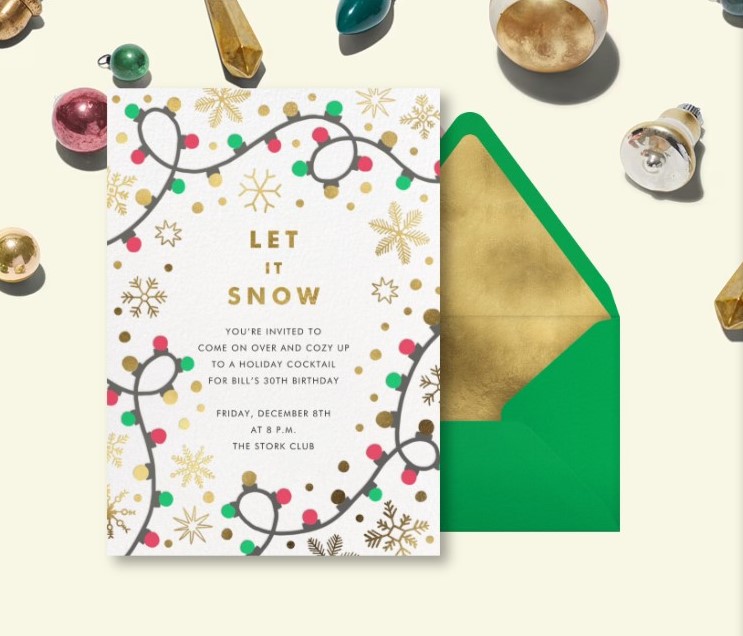 LET
IT
SNOW
YOU'RE INVITED TO
COME ON OVER AND COZY UP
TO A HOLIDAY COCKTAIL
FOR BILL'S 30TH BIRTHDAY
FRIDAY, DECEMBER 8TH
AT 8 P.M.
THE STORK CLUB